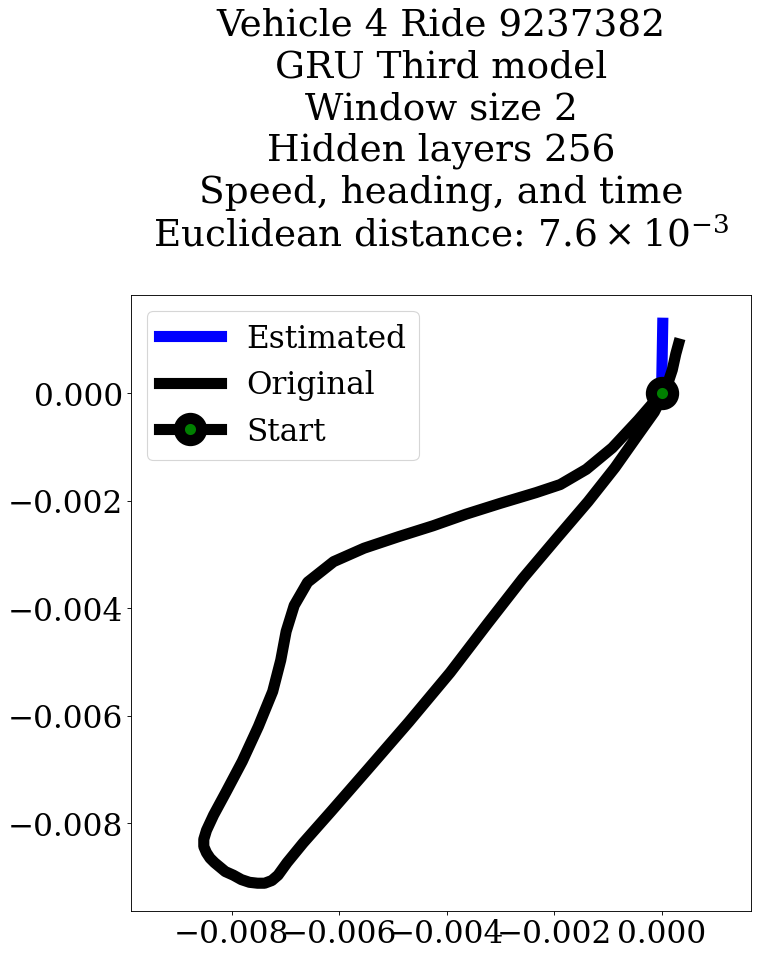 Vehicle 4 Ride 9237382
GRU Third model
Window size 2
Hidden layers 256
Speed, heading, and time
Euclidean distance: 7.6 × 10⁻³
Estimated
Original
Start
0.000
−0.002
−0.004
−0.006
−0.008
−0.008 −0.006 −0.004 −0.002 0.000